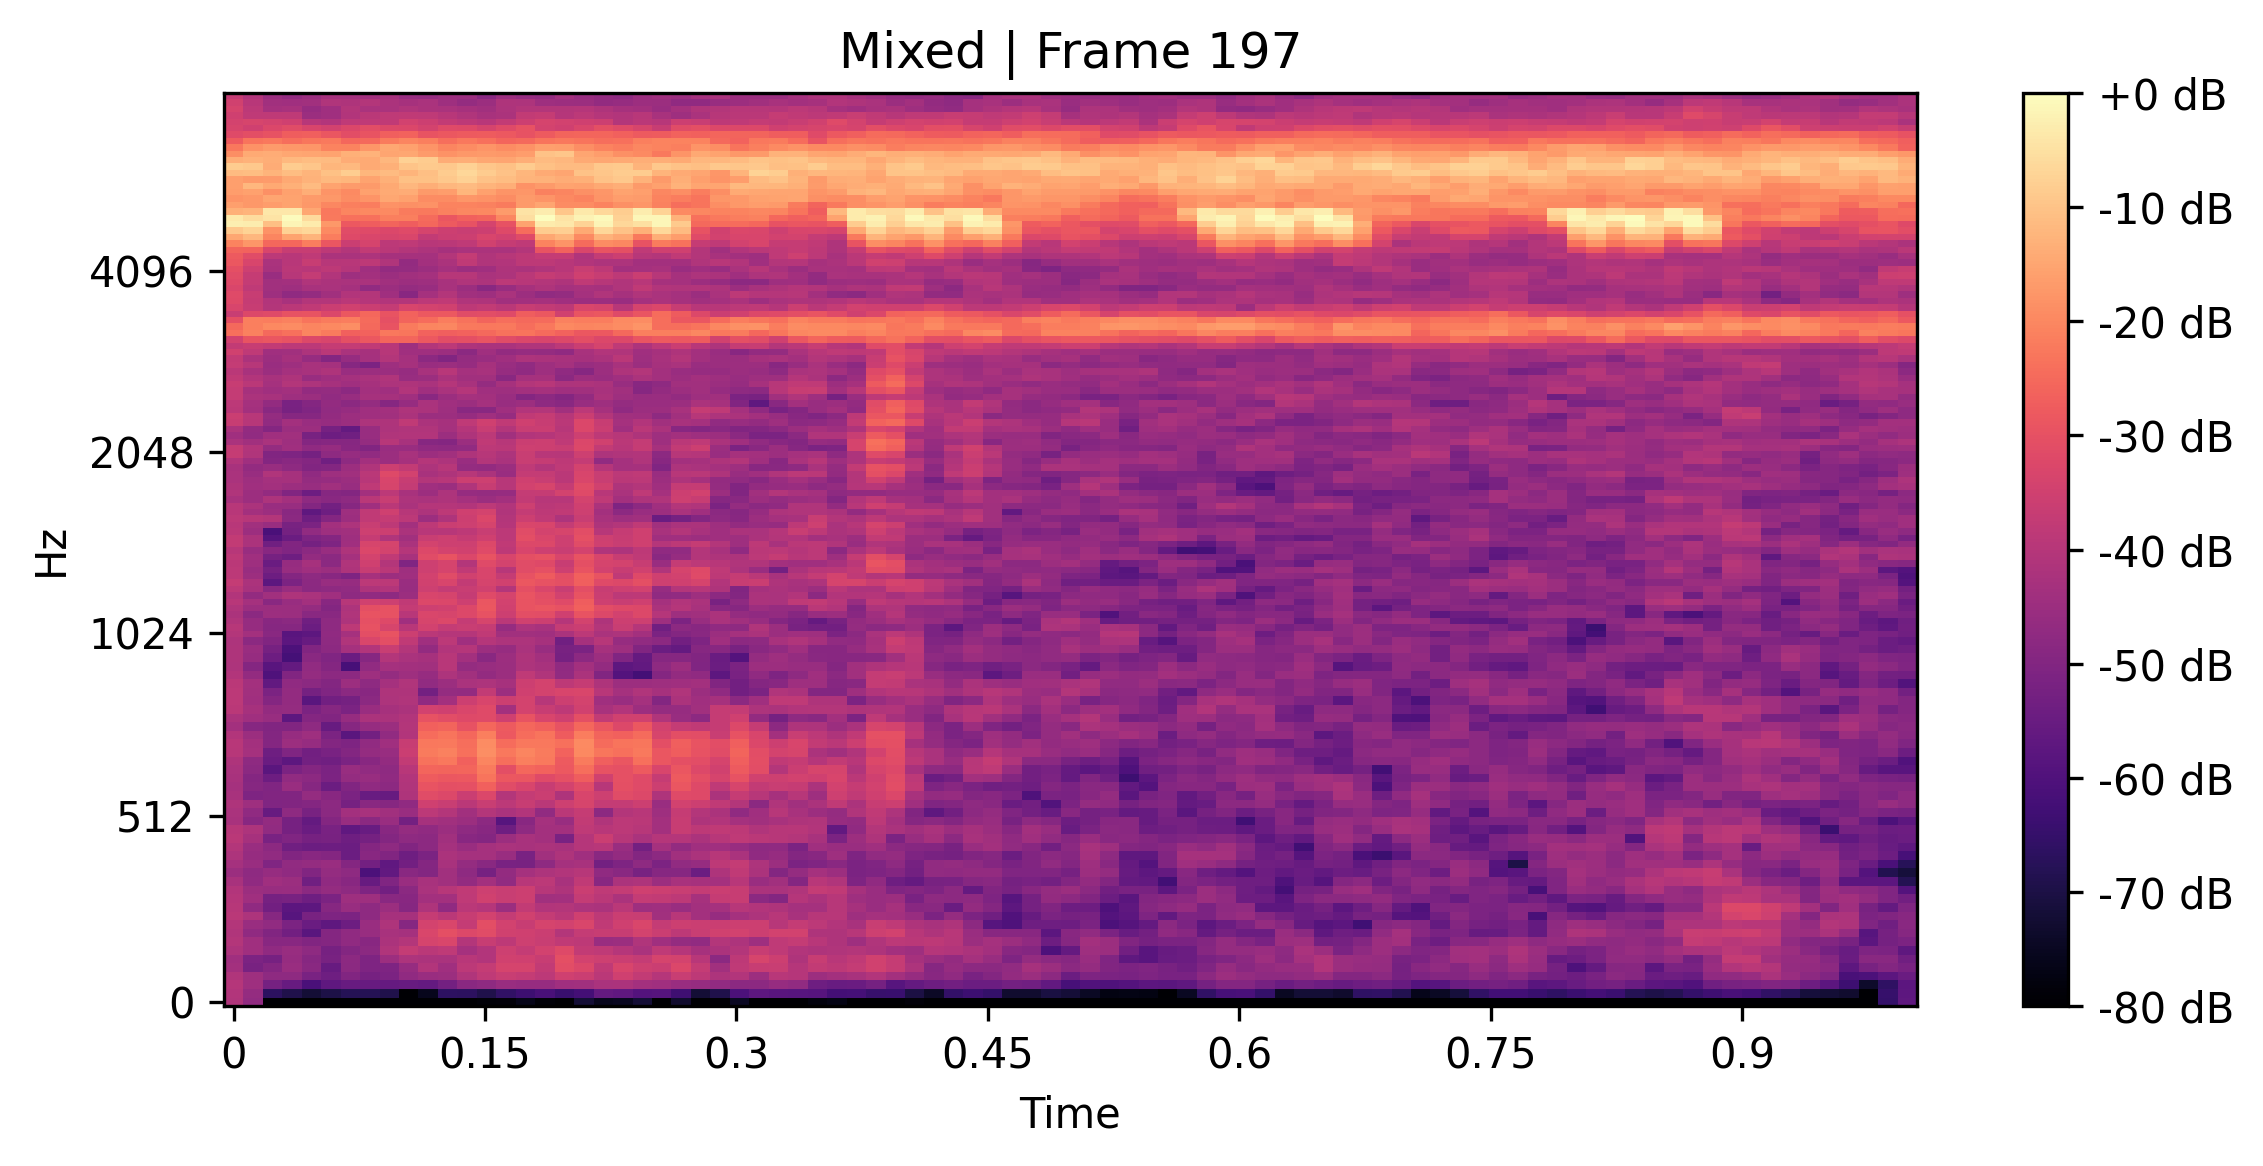 Mixed | Frame 197
Hz
4096
2048
1024
512
0
0 0.15 0.3 0.45 0.6 0.75 0.9
Time
+0 dB
-10 dB
-20 dB
-30 dB
-40 dB
-50 dB
-60 dB
-70 dB
-80 dB